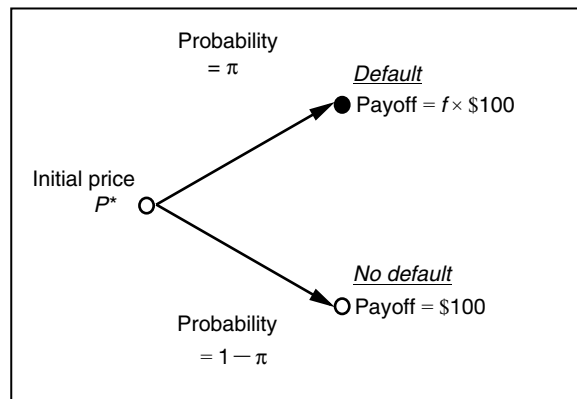 Probability
= π
Default
Payoff = f × $100
Initial price
P*
No default
Payoff = $100
Probability
= 1 — π